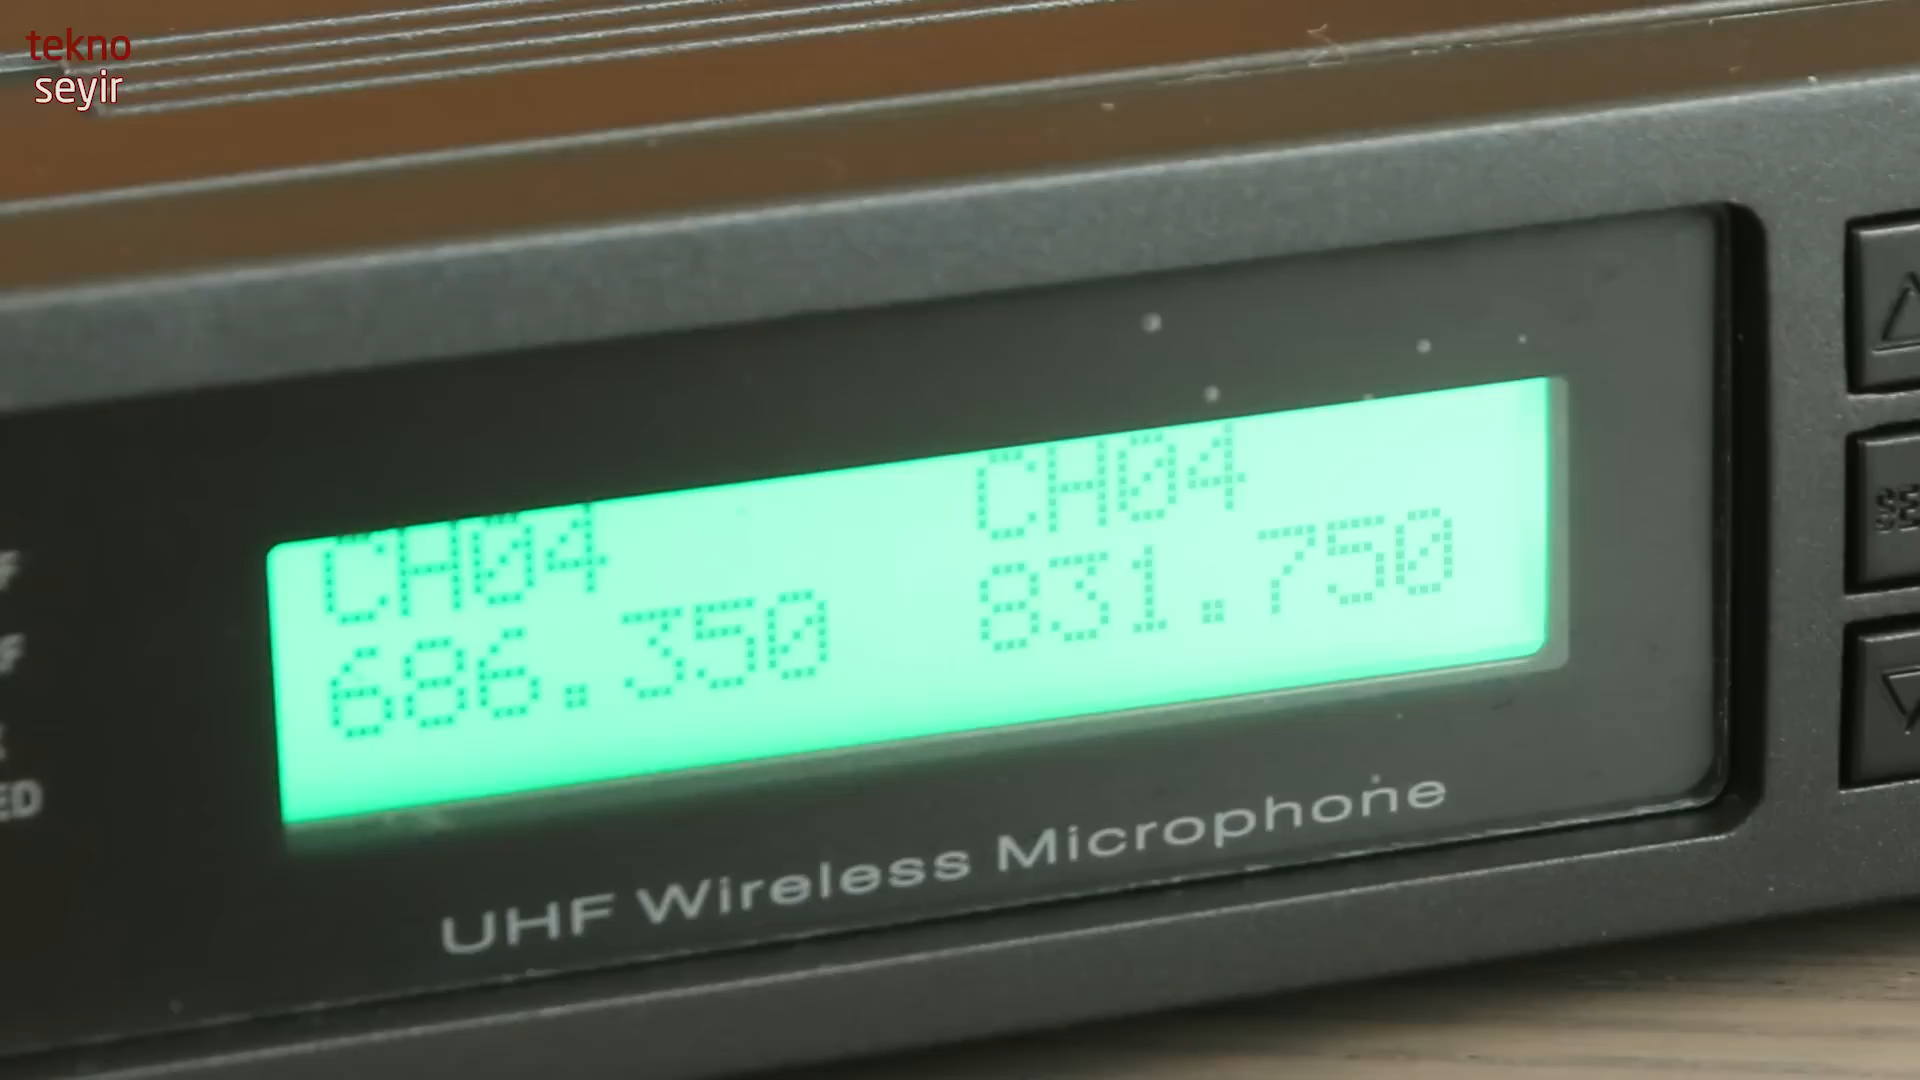 tekno
seyir
CH04 CH04
686.350 831.750
UHF Wireless Microphone